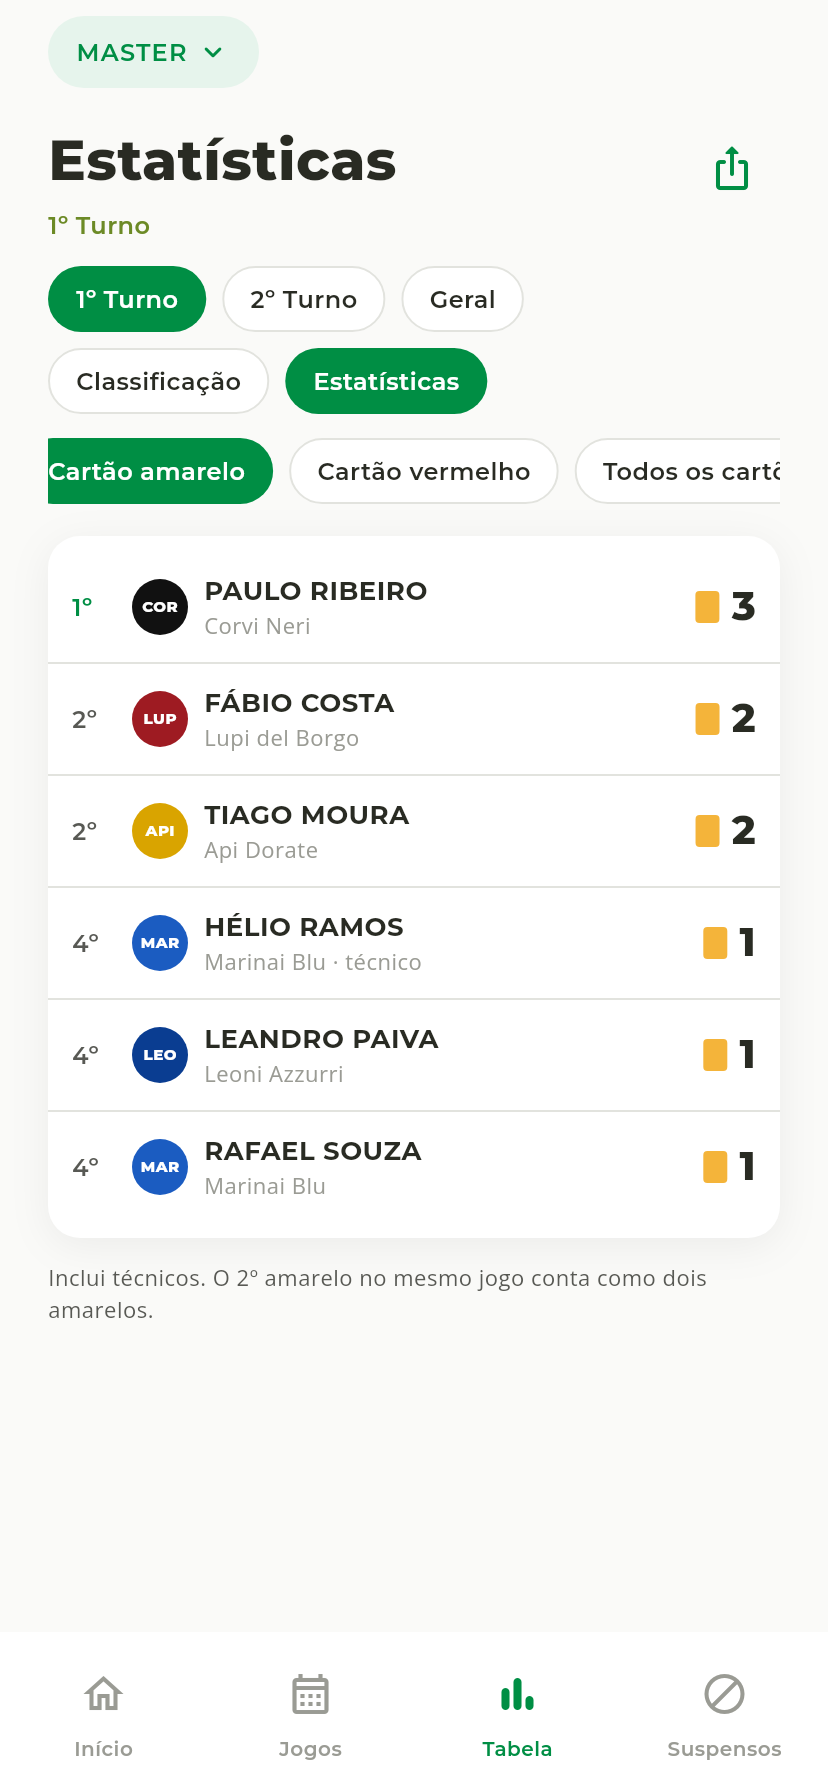 MASTER
Estatísticas
1º Turno
1º Turno
2º Turno
Geral
Classificação
Estatísticas
Cartão amarelo
Cartão vermelho
Todos os cartõ
1º
COR
PAULO RIBEIRO
Corvi Neri
3
2º
LUP
FÁBIO COSTA
Lupi del Borgo
2
2º
API
TIAGO MOURA
Api Dorate
2
4º
MAR
HÉLIO RAMOS
Marinai Blu · técnico
1
4º
LEO
LEANDRO PAIVA
Leoni Azzurri
1
4º
MAR
RAFAEL SOUZA
Marinai Blu
1
Inclui técnicos. O 2º amarelo no mesmo jogo conta como dois
amarelos.
Início
Jogos
Tabela
Suspensos